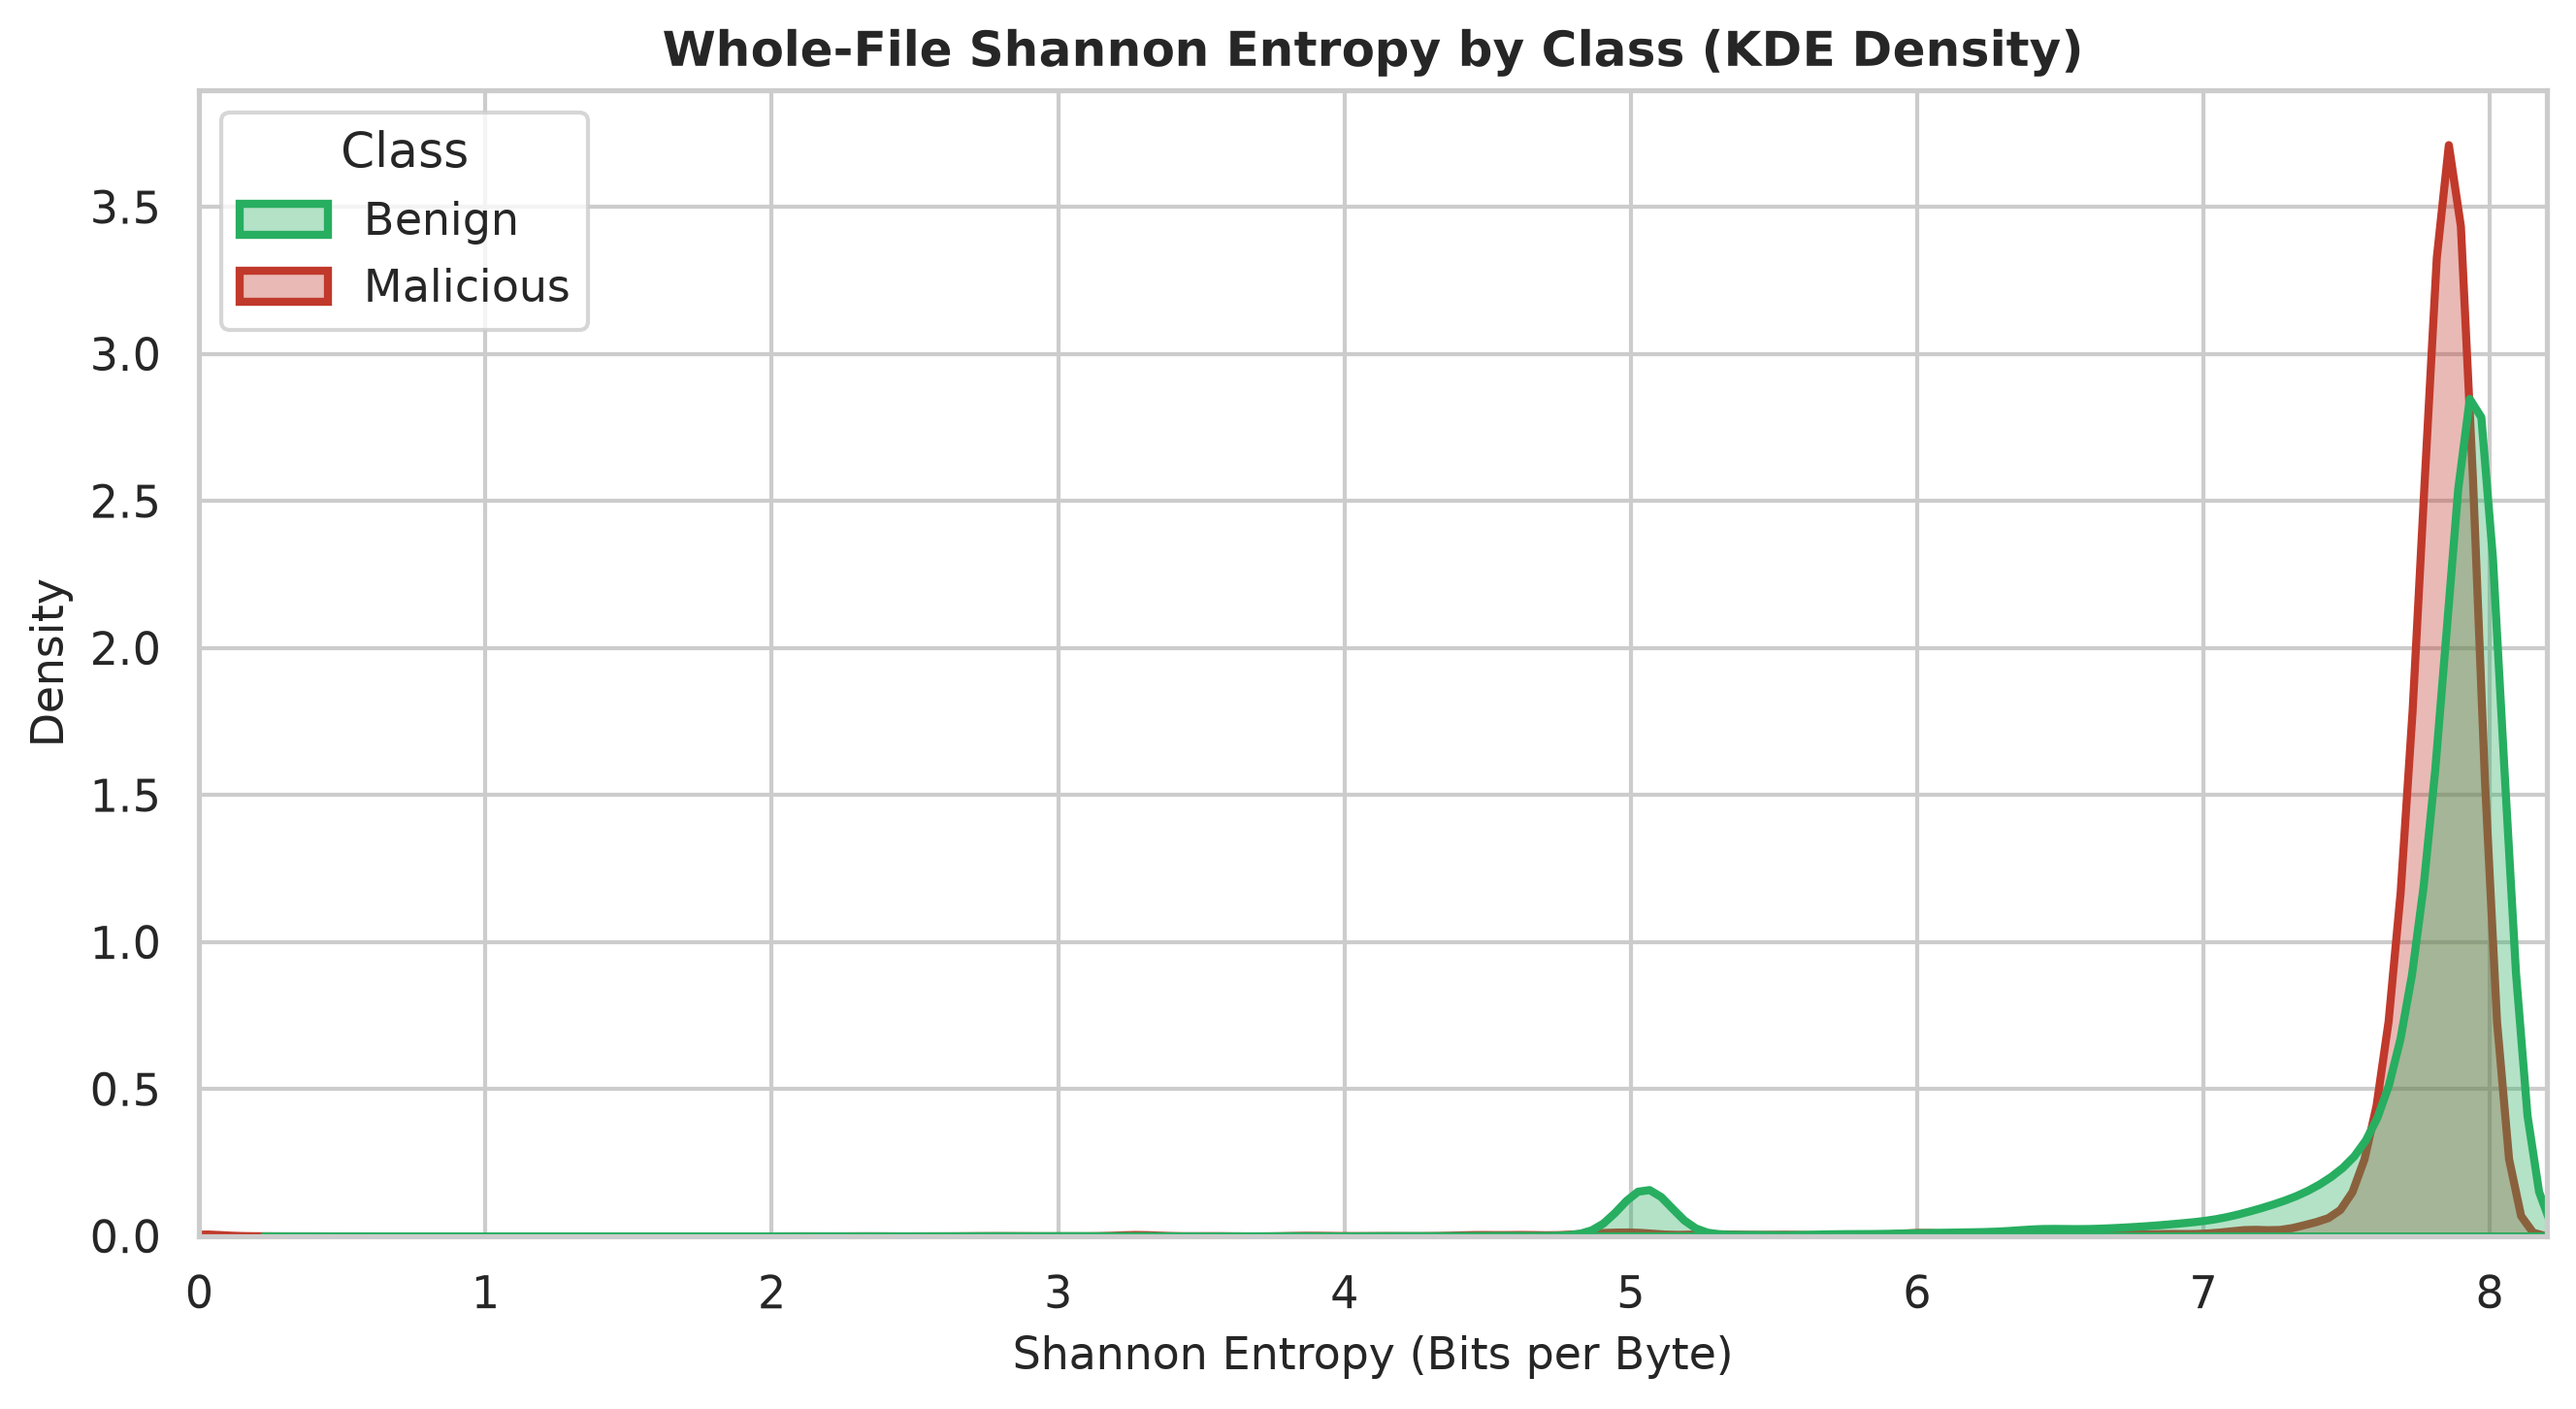 Whole-File Shannon Entropy by Class (KDE Density)
Class
Benign
Malicious
3.5
3.0
2.5
2.0
1.5
1.0
0.5
0.0
Density
0 1 2 3 4 5 6 7 8
Shannon Entropy (Bits per Byte)